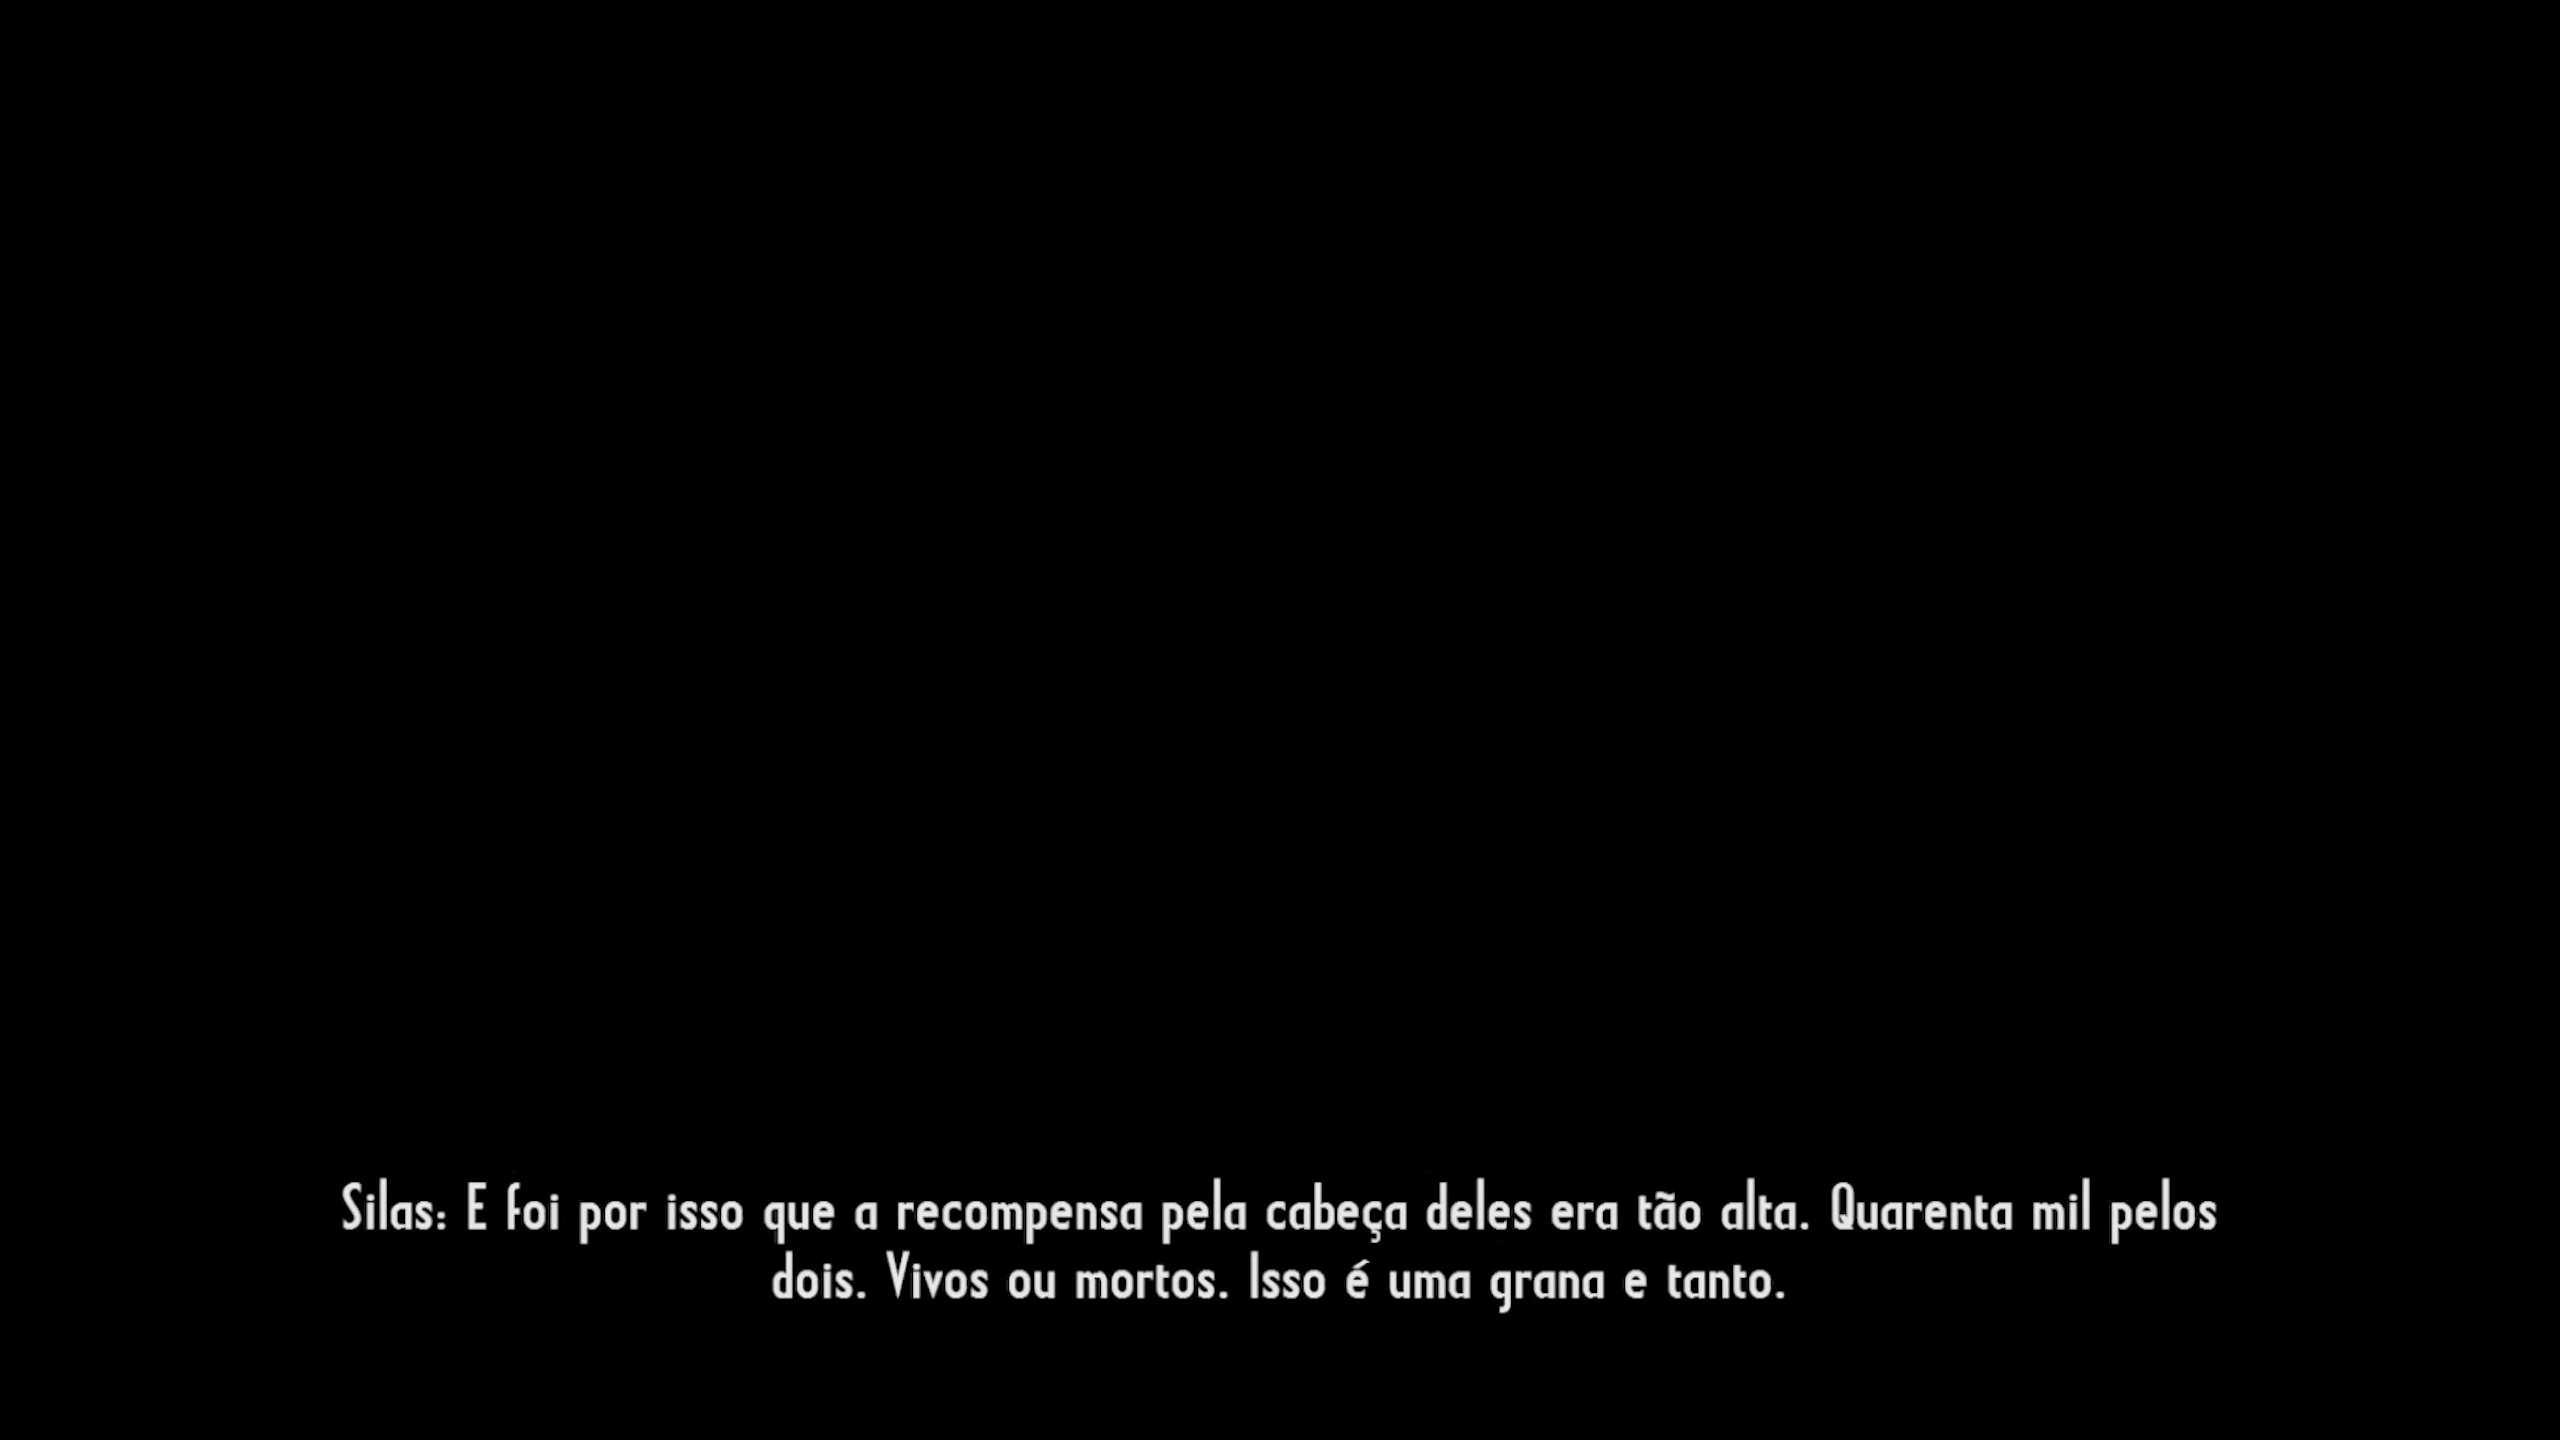 Silas: E foi por isso que a recompensa pela cabeça deles era tão alta. Quarenta mil pelos
dois. Vivos ou mortos. Isso é uma grana e tanto.